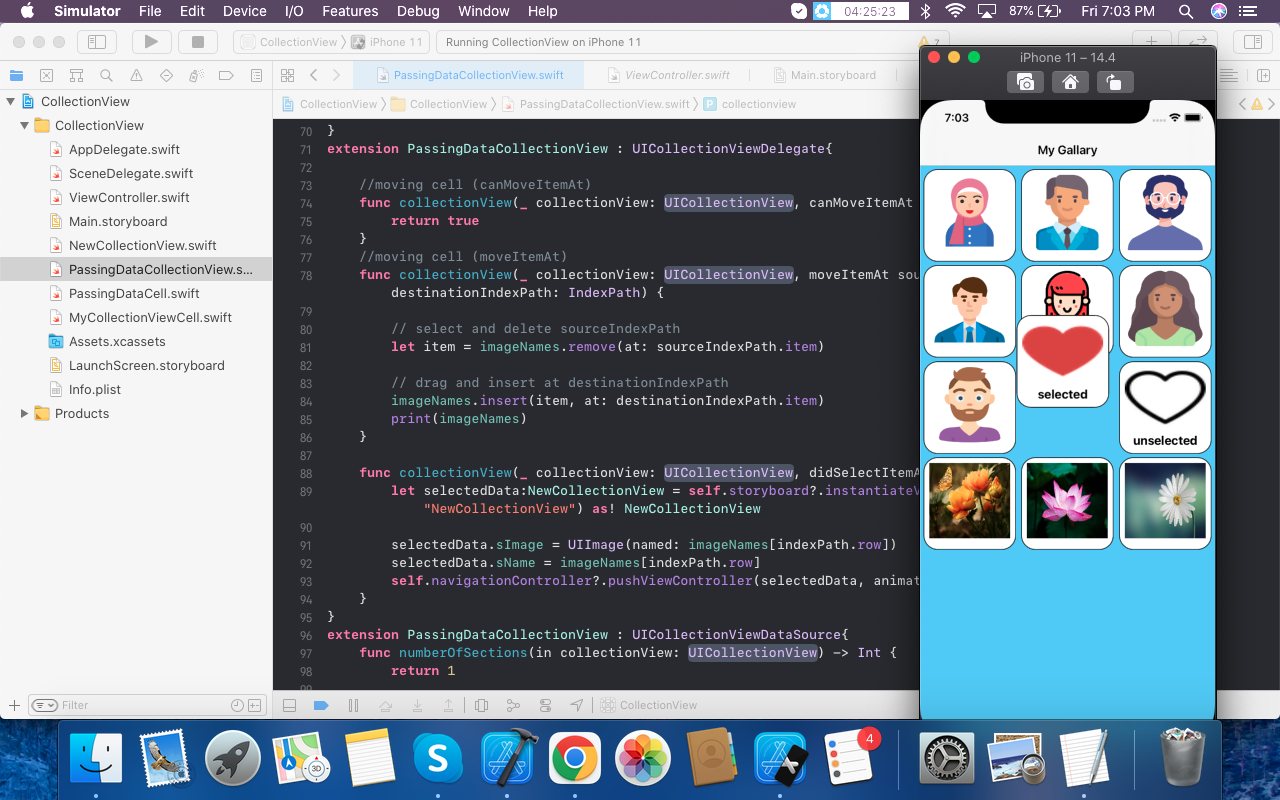 Simulator File Edit Device I/O Features Debug Window Help 04:25:23 87% Fri 7:03 PM
CollectionView iPhone 11 Running CollectionView on iPhone 11
PassingDataCollectionView.swift ViewController.swift Main.storyboard
CollectionView CollectionView PassingDataCollectionView.swift P collectionview
CollectionView
CollectionView
AppDelegate.swift
SceneDelegate.swift
ViewController.swift
Main.storyboard
NewCollectionView.swift
PassingDataCollectionView.s...
PassingDataCell.swift
MyCollectionViewCell.swift
Assets.xcassets
LaunchScreen.storyboard
Info.plist
Products
Filter
70 }
71 extension PassingDataCollectionView : UICollectionViewDelegate{
72
73 //moving cell (canMoveItemAt)
74 func collectionView(_ collectionView: UICollectionView, canMoveItemAt
75 return true
76 }
77 //moving cell (moveItemAt)
78 func collectionView(_ collectionView: UICollectionView, moveItemAt sou
destinationIndexPath: IndexPath) {
79
80 // select and delete sourceIndexPath
81 let item = imageNames.remove(at: sourceIndexPath.item)
82
83 // drag and insert at destinationIndexPath
84 imageNames.insert(item, at: destinationIndexPath.item)
85 print(imageNames)
86 }
87
88 func collectionView(_ collectionView: UICollectionView, didSelectItemA
89 let selectedData:NewCollectionView = self.storyboard?.instantiateV
"NewCollectionView") as! NewCollectionView
90
91 selectedData.sImage = UIImage(named: imageNames[indexPath.row])
92 selectedData.sName = imageNames[indexPath.row]
93 self.navigationController?.pushViewController(selectedData, animat
94 }
95 }
96 extension PassingDataCollectionView : UICollectionViewDataSource{
97 func numberOfSections(in collectionView: UICollectionView) -> Int {
98 return 1
CollectionView
iPhone 11 – 14.4
7:03
My Gallary
selected
unselected
3D
4